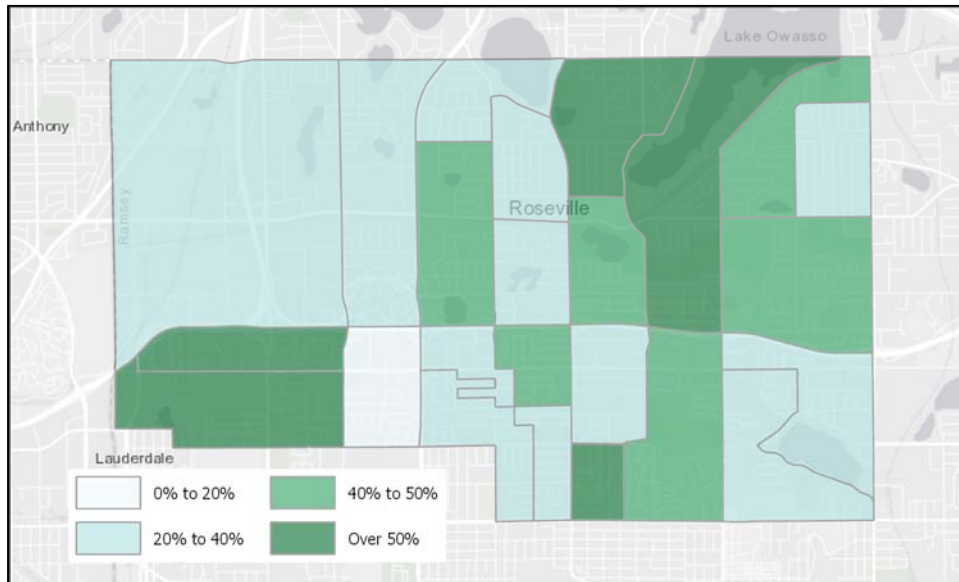 Lake Owasso
Anthony
Ramsey
Roseville
Lauderdale
0% to 20%
40% to 50%
20% to 40%
Over 50%